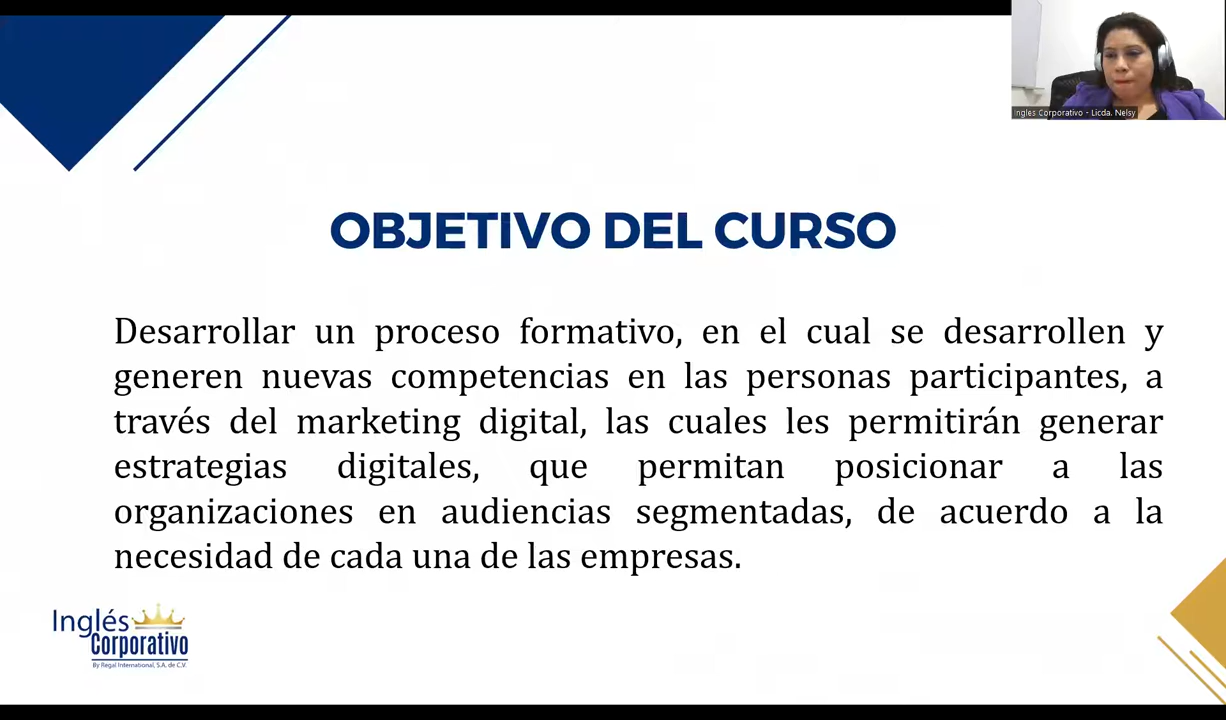 Ingles Corporativo - Licda. Nelsy
OBJETIVO DEL CURSO
Desarrollar un proceso formativo, en el cual se desarrollen y
generen nuevas competencias en las personas participantes, a
través del marketing digital, las cuales les permitirán generar
estrategias digitales, que permitan posicionar a las
organizaciones en audiencias segmentadas, de acuerdo a la
necesidad de cada una de las empresas.
Inglés
Corporativo
By Regal International, S.A. de C.V.